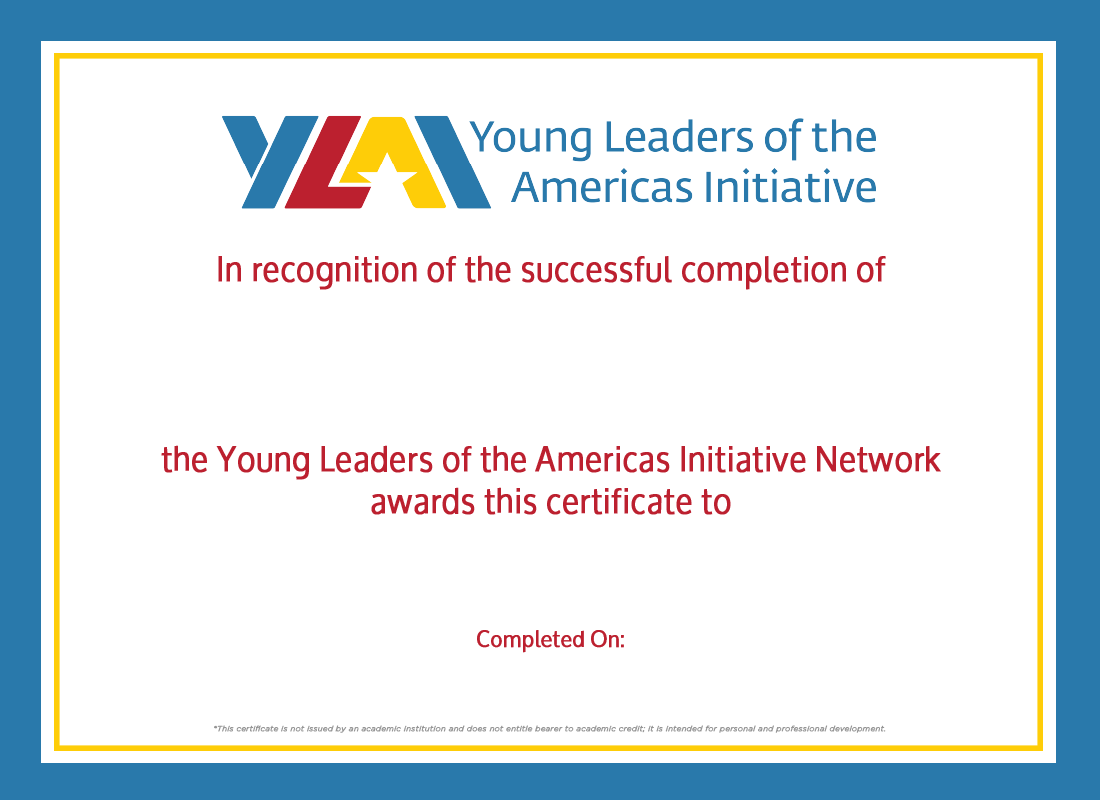 YLAI
Young Leaders of the
Americas Initiative
In recognition of the successful completion of
the Young Leaders of the Americas Initiative Network
awards this certificate to
Completed On:
*This certificate is not issued by an academic institution and does not entitle bearer to academic credit; it is intended for personal and professional development.